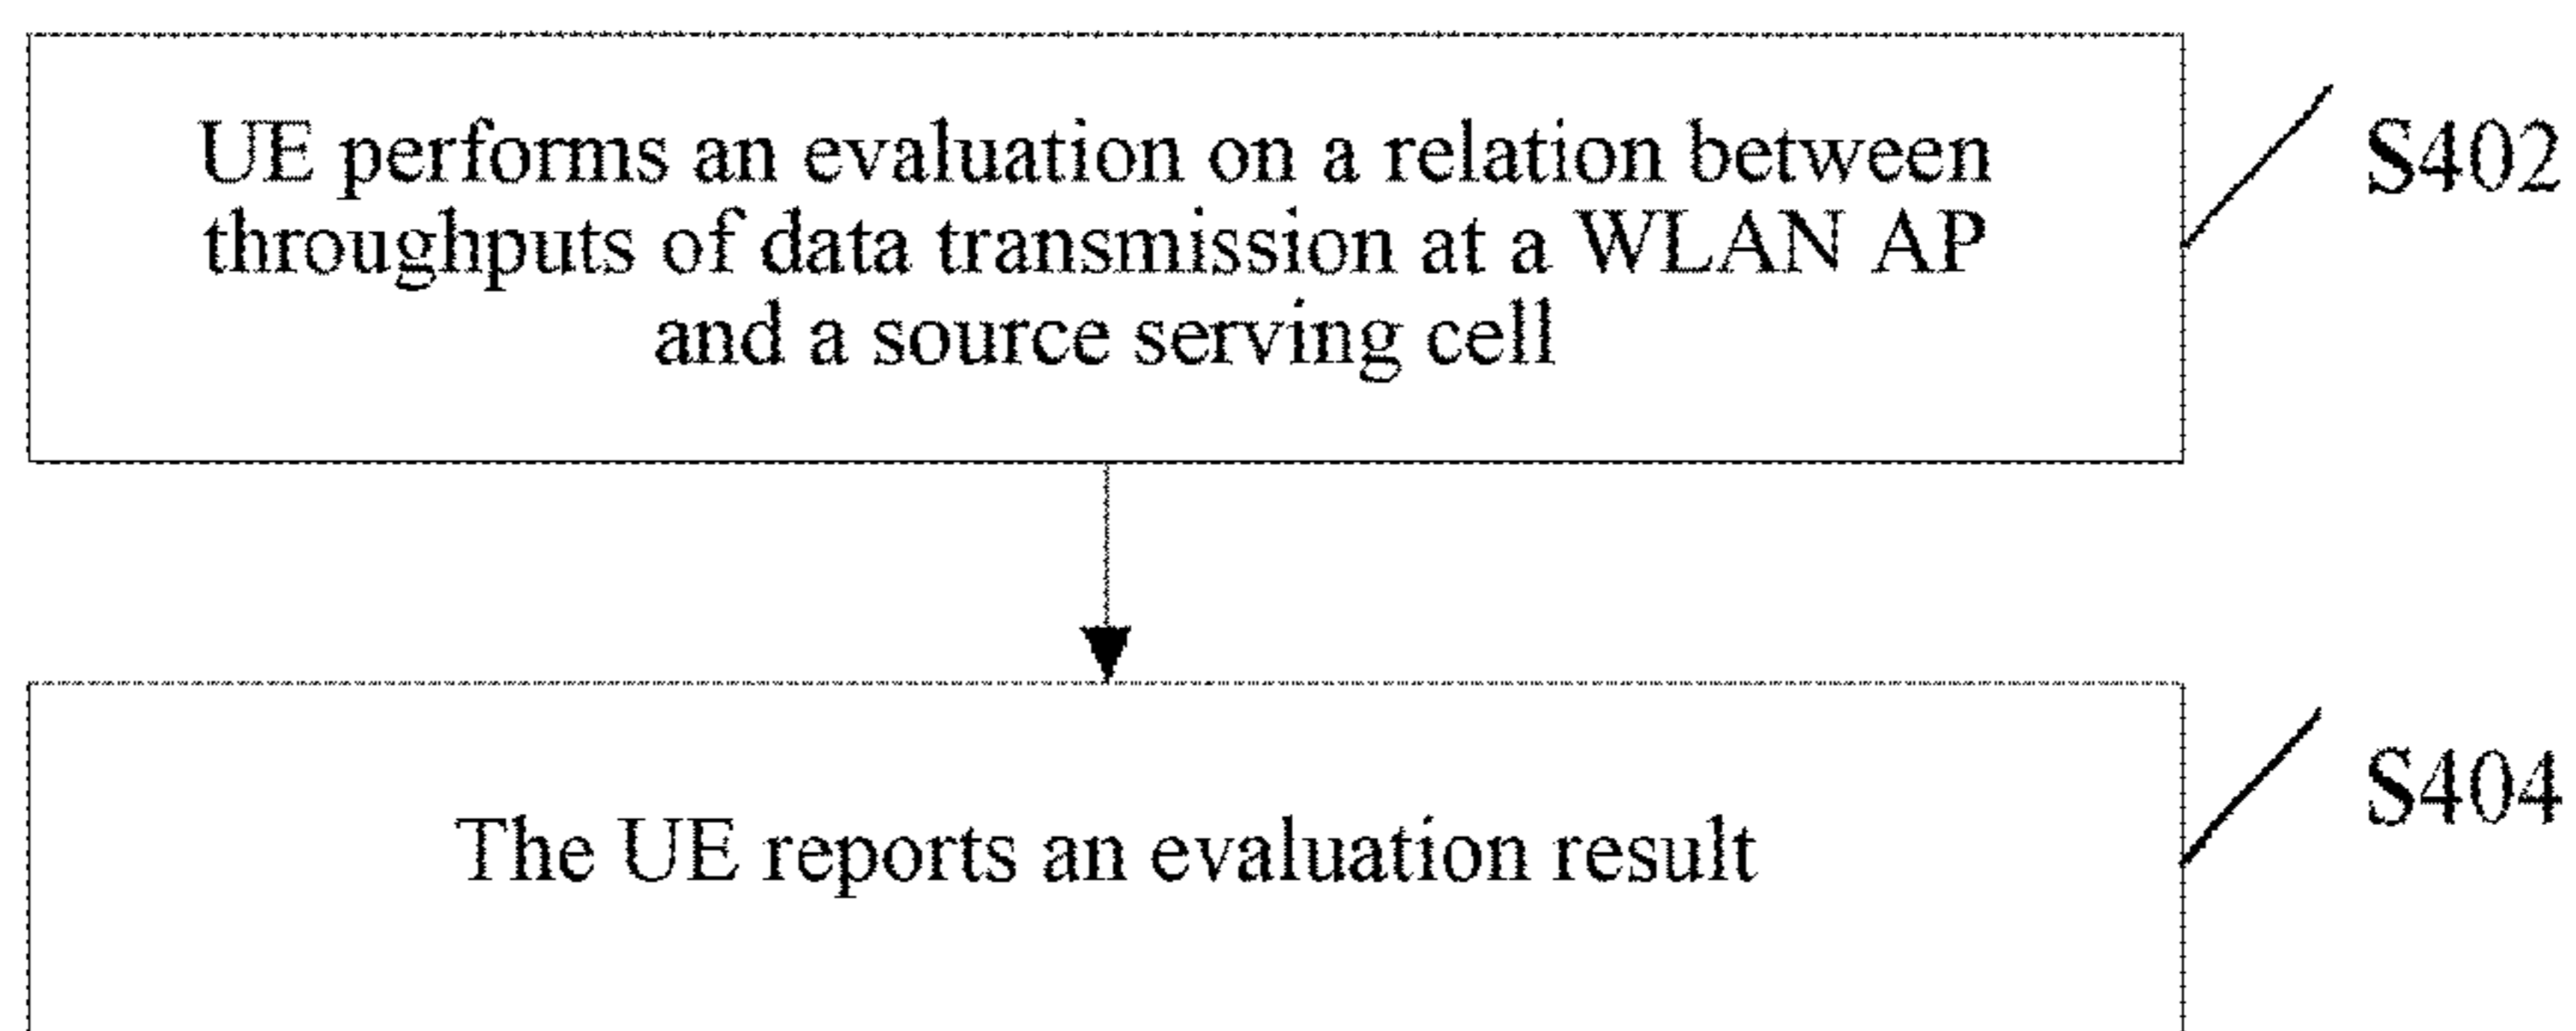 UE performs an evaluation on a relation between
throughputs of data transmission at a WLAN AP
and a source serving cell
S402
The UE reports an evaluation result
S404